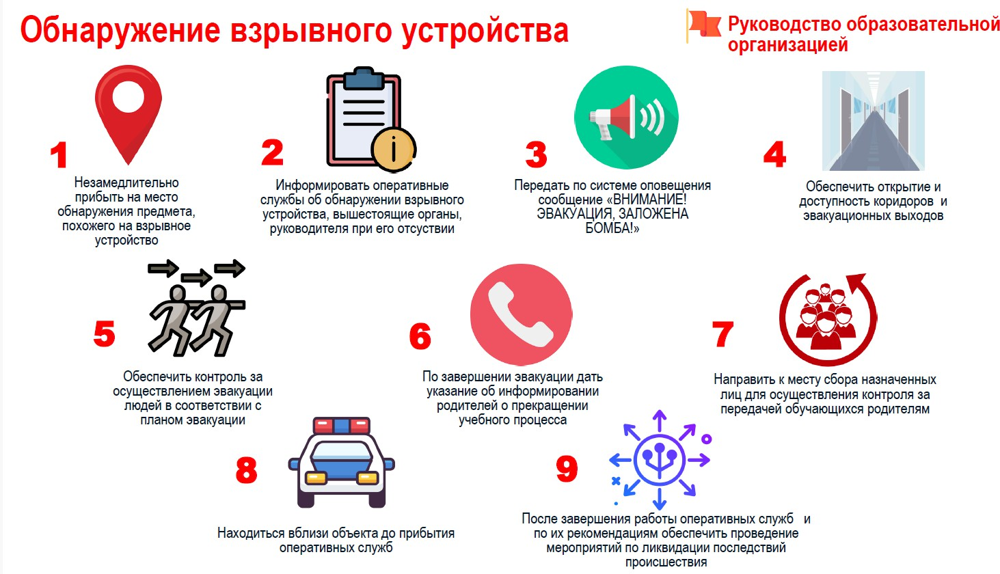 Обнаружение взрывного устройства
Руководство образовательной
организацией
1
Незамедлительно
прибыть на место
обнаружения предмета,
похожего на взрывное
устройство
2
Информировать оперативные
службы об обнаружении взрывного
устройства, вышестоящие органы,
руководителя при его отсуствии
3
Передать по системе оповещения
сообщение «ВНИМАНИЕ!
ЭВАКУАЦИЯ, ЗАЛОЖЕНА
БОМБА!»
4
Обеспечить открытие и
доступность коридоров и
эвакуационных выходов
5
Обеспечить контроль за
осуществлением эвакуации
людей в соответствии с
планом эвакуации
6
По завершении эвакуации дать
указание об информировании
родителей о прекращении
учебного процесса
7
Направить к месту сбора назначенных
лиц для осуществления контроля за
передачей обучающихся родителям
8
Находиться вблизи объекта до прибытия
оперативных служб
9
После завершения работы оперативных служб и
по их рекомендациям обеспечить проведение
мероприятий по ликвидации последствий
происшествия